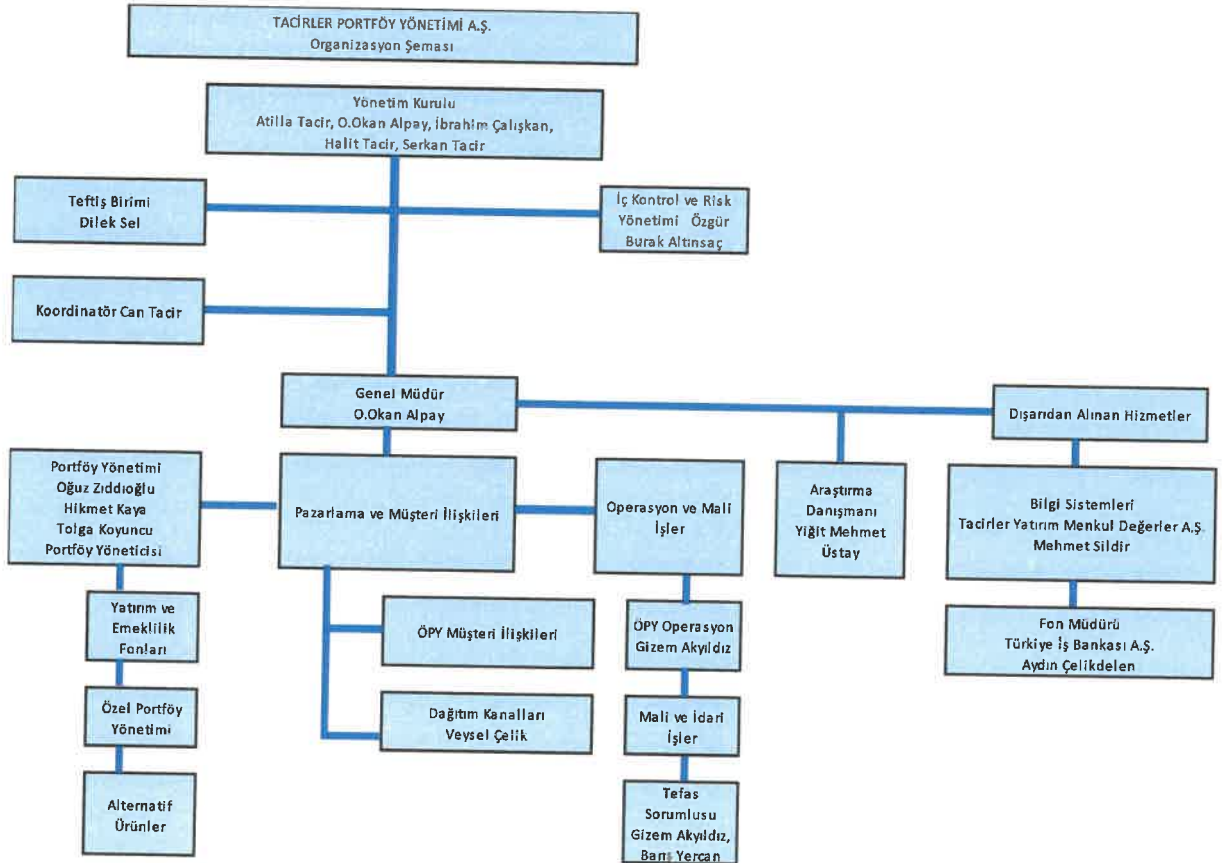 TACİRLER PORTFÖY YÖNETİMİ A.Ş.
Organizasyon Şeması
Yönetim Kurulu
Atilla Tacir, O.Okan Alpay, İbrahim Çalışkan,
Halit Tacir, Serkan Tacir
Teftiş Birimi
Dilek Sel
İç Kontrol ve Risk
Yönetimi Özgür
Burak Altınsaç
Koordinatör Can Tacir
Genel Müdür
O.Okan Alpay
Dışarıdan Alınan Hizmetler
Portföy Yönetimi
Oğuz Zıddıoğlu
Hikmet Kaya
Tolga Koyuncu
Portföy Yöneticisi
Pazarlama ve Müşteri İlişkileri
Operasyon ve Mali
İşler
Araştırma
Danışmanı
Yiğit Mehmet
Üstay
Bilgi Sistemleri
Tacirler Yatırım Menkul Değerler A.Ş.
Mehmet Sildir
Yatırım ve
Emeklilik
Fonları
ÖPY Müşteri İlişkileri
ÖPY Operasyon
Gizem Akyıldız
Fon Müdürü
Türkiye İş Bankası A.Ş.
Aydın Çelikdelen
Özel Portföy
Yönetimi
Dağıtım Kanalları
Veysel Çelik
Mali ve İdari
İşler
Alternatif
Ürünler
Tefas
Sorumlusu
Gizem Akyıldız,
Barış Yercan